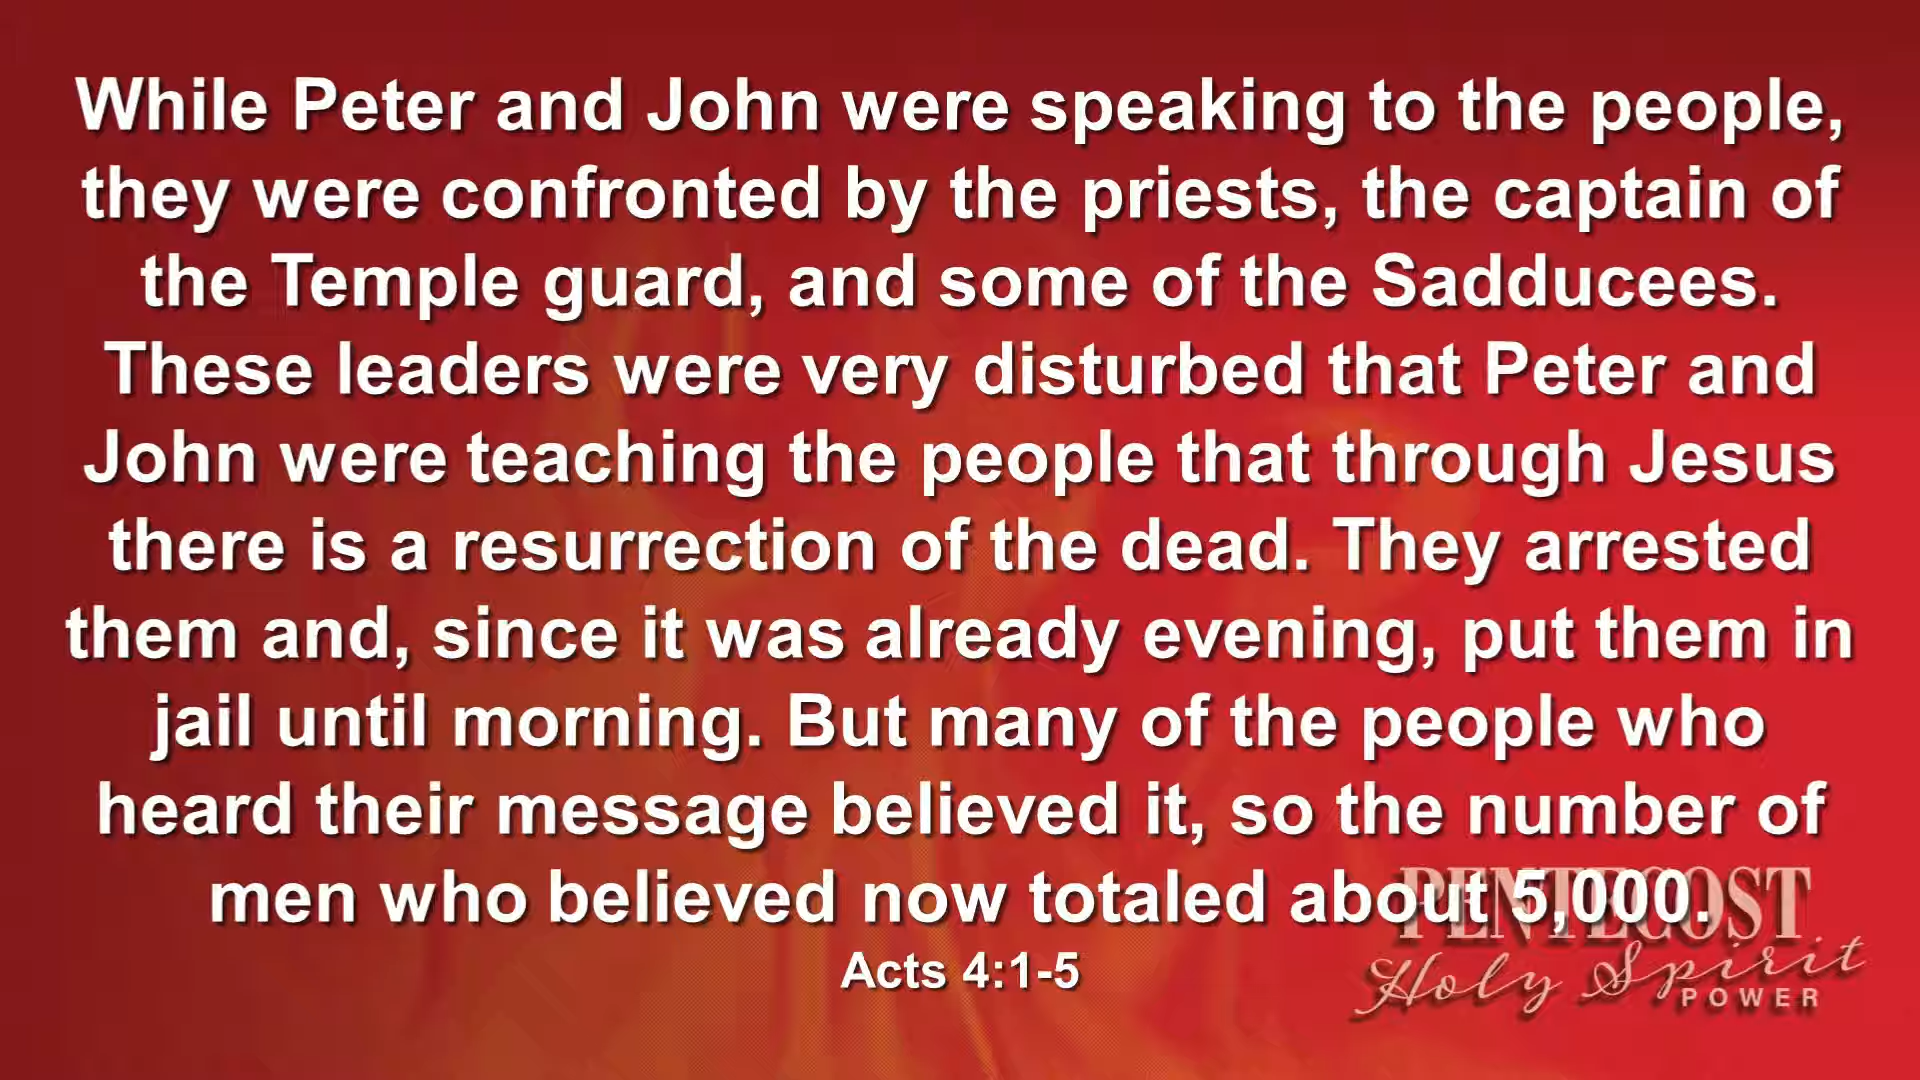 While Peter and John were speaking to the people,
they were confronted by the priests, the captain of
the Temple guard, and some of the Sadducees.
These leaders were very disturbed that Peter and
John were teaching the people that through Jesus
there is a resurrection of the dead. They arrested
them and, since it was already evening, put them in
jail until morning. But many of the people who
heard their message believed it, so the number of
men who believed now totaled about 5,000.
Acts 4:1-5
PENTECOST
Holy Spirit
POWER